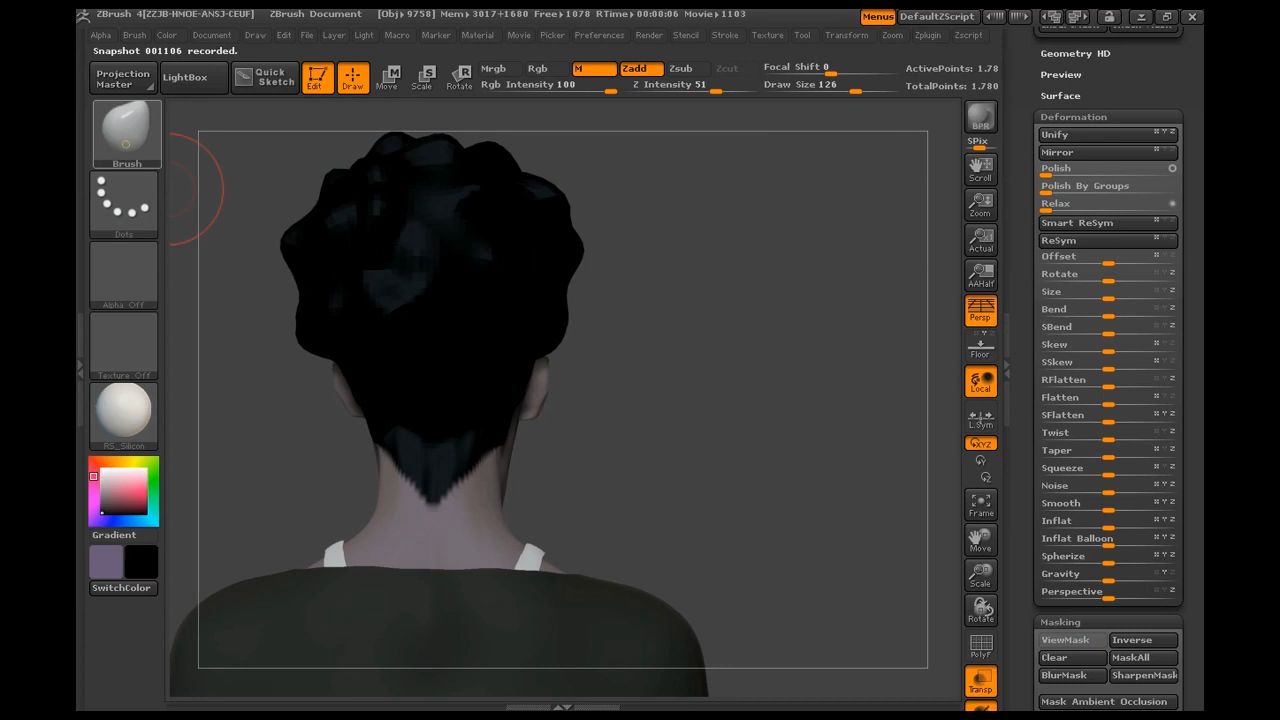 ZBrush 4[ZZJB-HMOE-ANSJ-CEUF] ZBrush Document [Obj▸9758] Mem▸3017+1680 Free▸1078 RTime▸00:00:06 Movie▸1103 Menus DefaultZScript
Alpha Brush Color Document Draw Edit File Layer Light Macro Marker Material Movie Picker Preferences Render Stencil Stroke Texture Tool Transform Zoom Zplugin Zscript
Snapshot 001106 recorded.
Projection Master
LightBox
Quick Sketch
Edit
Draw
Move
Scale
Rotate
Mrgb Rgb M Zadd Zsub Zcut
Rgb Intensity 100 Z Intensity 51
Focal Shift 0
Draw Size 126
ActivePoints: 1.78
TotalPoints: 1.780
Brush
Dots
Alpha Off
Texture Off
RS_Silicon
Gradient
SwitchColor
BPR
SPix
Scroll
Zoom
Actual
AAHalf
Persp
Floor
Local
L.Sym
XYZ
Y
Z
Frame
Move
Scale
Rotate
PolyF
Transp
Geometry HD
Preview
Surface
Deformation
Unify
Mirror
Polish
Polish By Groups
Relax
Smart ReSym
ReSym
Offset
Rotate
Size
Bend
SBend
Skew
SSkew
RFlatten
Flatten
SFlatten
Twist
Taper
Squeeze
Noise
Smooth
Inflat
Inflat Balloon
Spherize
Gravity
Perspective
Masking
ViewMask Inverse
Clear MaskAll
BlurMask SharpenMask
Mask Ambient Occlusion